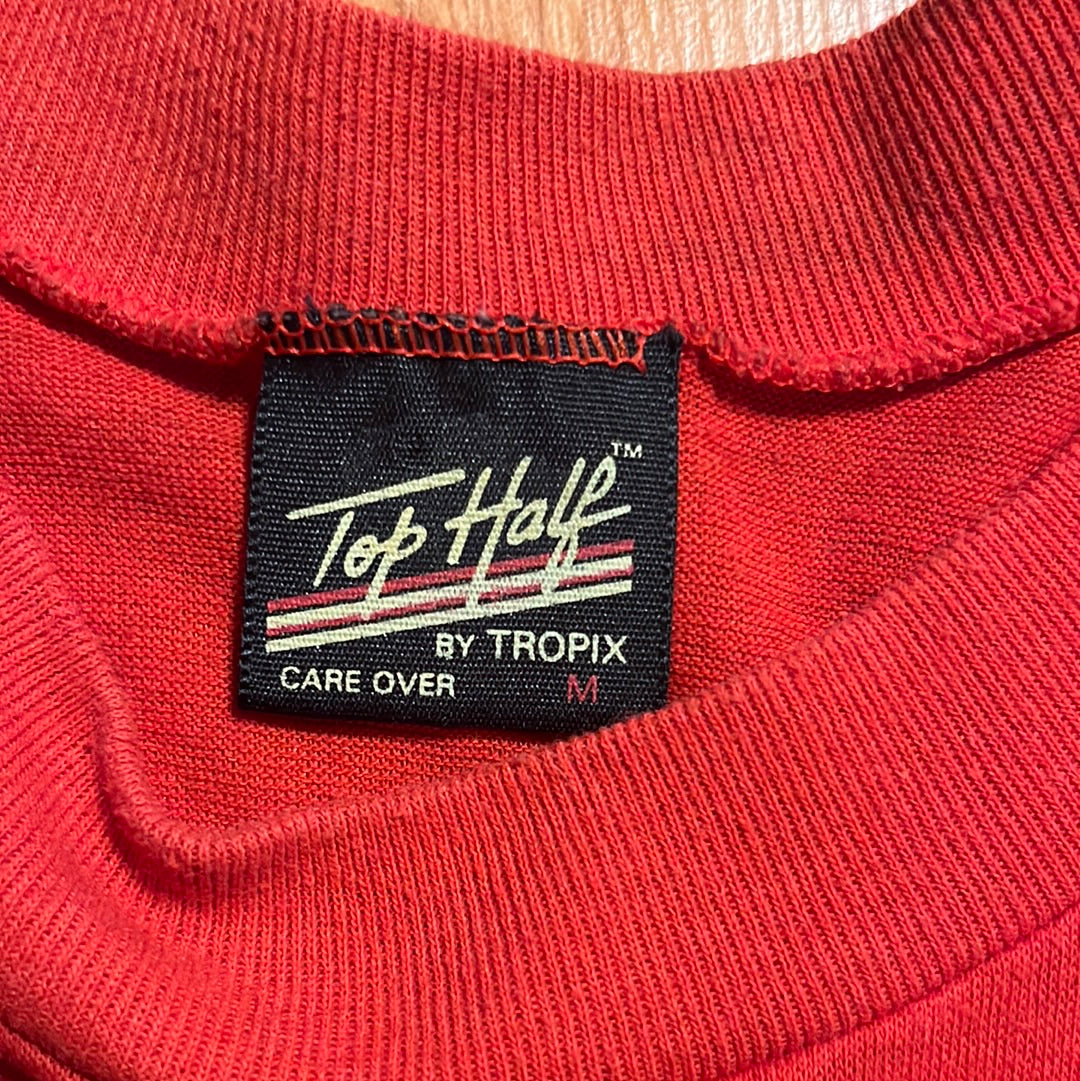 Top Half™
BY TROPIX
CARE OVER M